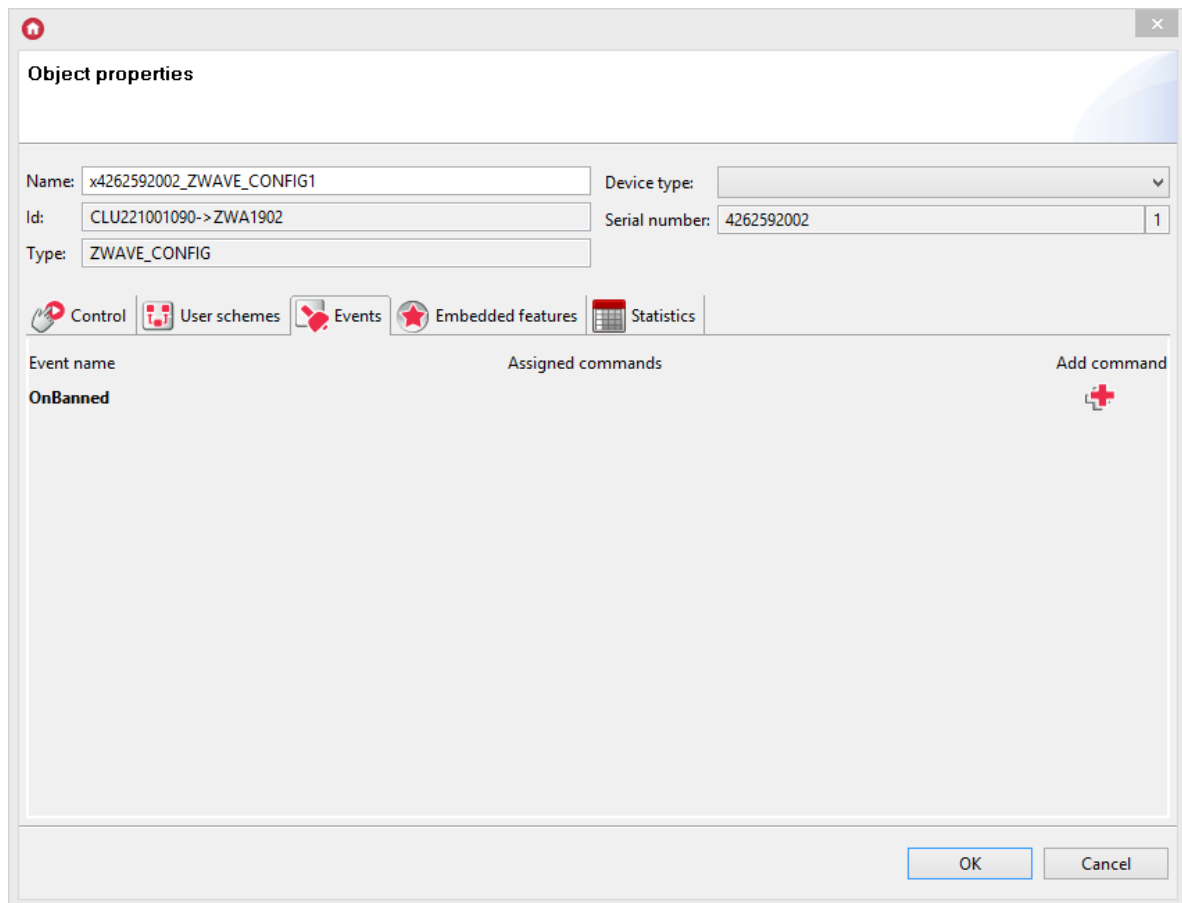 Object properties
Name: x4262592002_ZWAVE_CONFIG1
Device type:
Id: CLU221001090->ZWA1902
Serial number: 4262592002 1
Type: ZWAVE_CONFIG
Control User schemes Events Embedded features Statistics
Event name Assigned commands Add command
OnBanned
OK Cancel